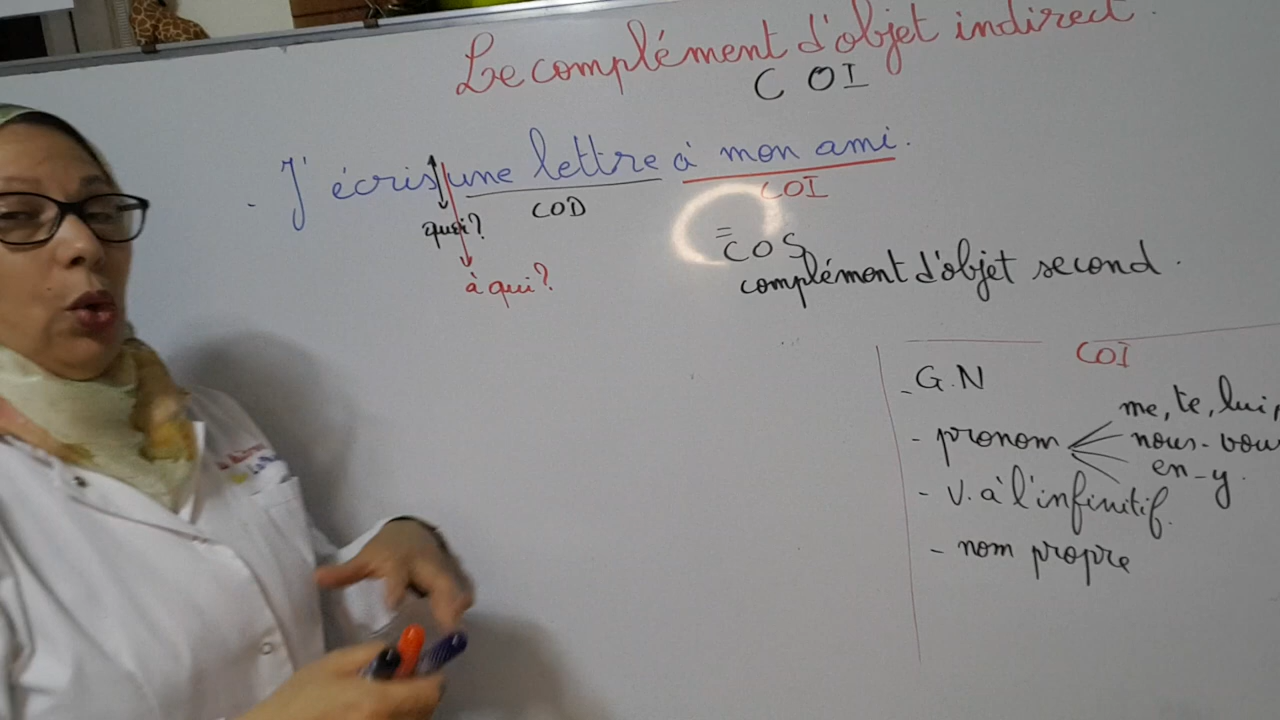 Le complément d'objet indirect.
COI
- J'écris une lettre à mon ami.
quoi?
COD
COI
à qui?
= COS
complément d'objet second.
COI
- G.N
- pronom
me, te, lui,
nous - vous
en - y.
- V. à l'infinitif.
- nom propre